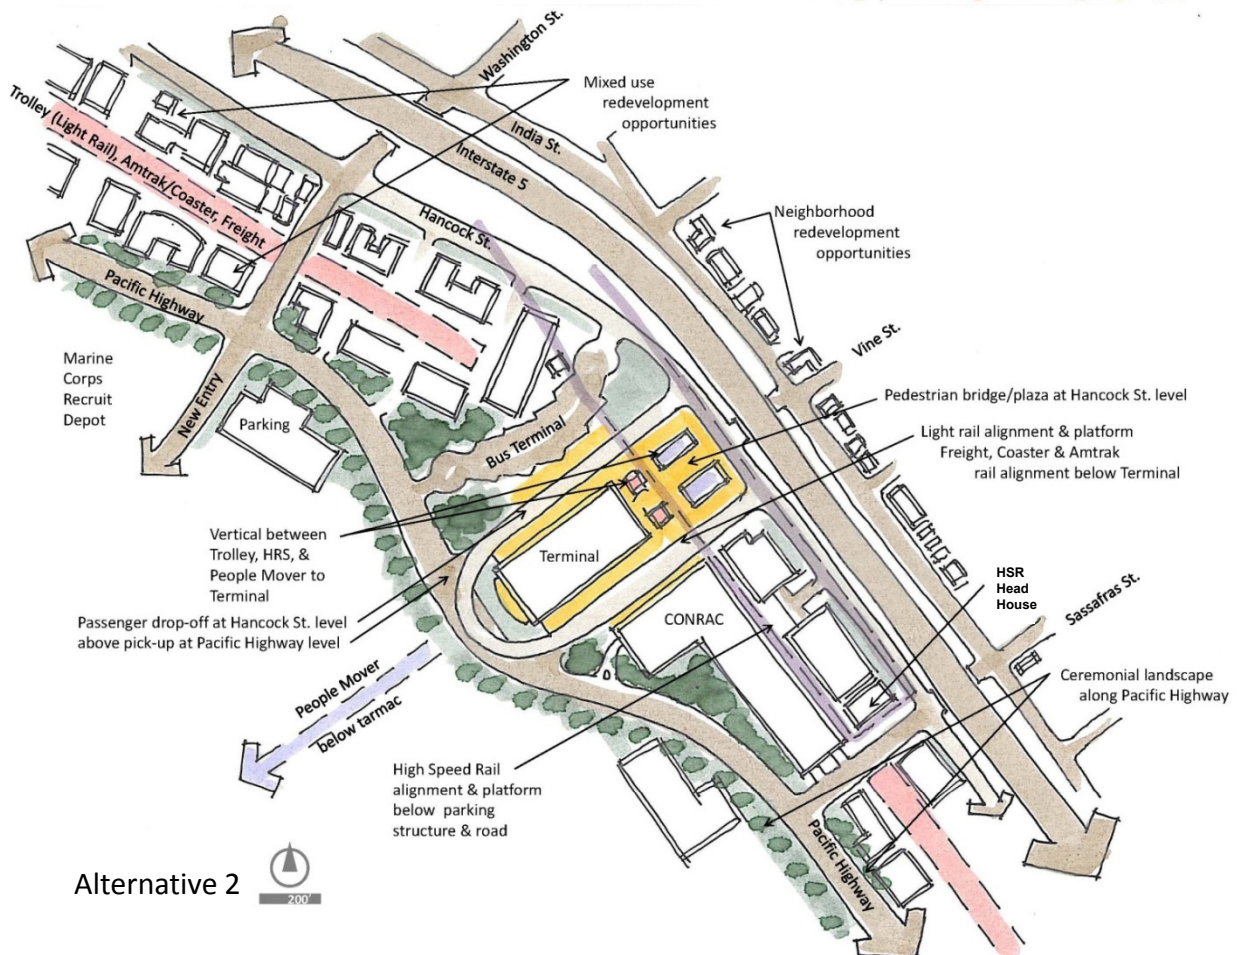 Washington St.
Mixed use
redevelopment
opportunities
Trolley (Light Rail), Amtrak/Coaster, Freight
India St.
Interstate 5
Hancock St.
Neighborhood
redevelopment
opportunities
Pacific Highway
Vine St.
Marine
Corps
Recruit
Depot
New Entry
Parking
Bus Terminal
Pedestrian bridge/plaza at Hancock St. level
Light rail alignment & platform
Freight, Coaster & Amtrak
rail alignment below Terminal
Vertical between
Trolley, HRS, &
People Mover to
Terminal
Terminal
HSR
Head
House
Sassafras St.
Passenger drop-off at Hancock St. level
above pick-up at Pacific Highway level
CONRAC
People Mover
below tarmac
Ceremonial landscape
along Pacific Highway
High Speed Rail
alignment & platform
below parking
structure & road
Pacific Highway
Alternative 2
200'